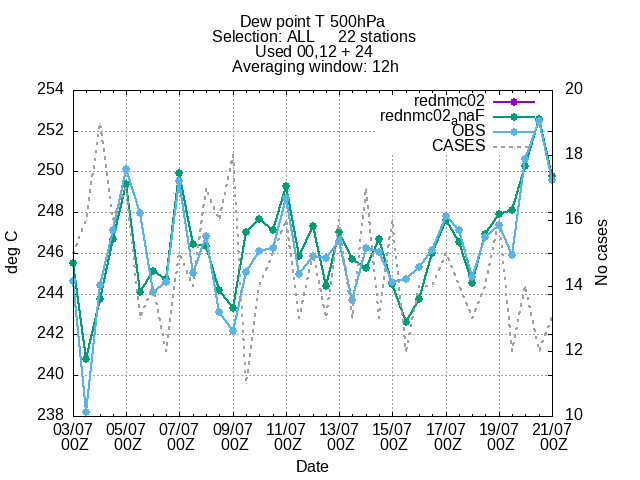 Dew point T 500hPa
Selection: ALL 22 stations
Used 00,12 + 24
Averaging window: 12h
rednmc02
rednmc02anaF
OBS
CASES
254
252
250
248
246
244
242
240
238
20
18
16
14
12
10
deg C
No cases
03/07 05/07 07/07 09/07 11/07 13/07 15/07 17/07 19/07 21/07
00Z 00Z 00Z 00Z 00Z 00Z 00Z 00Z 00Z 00Z
Date